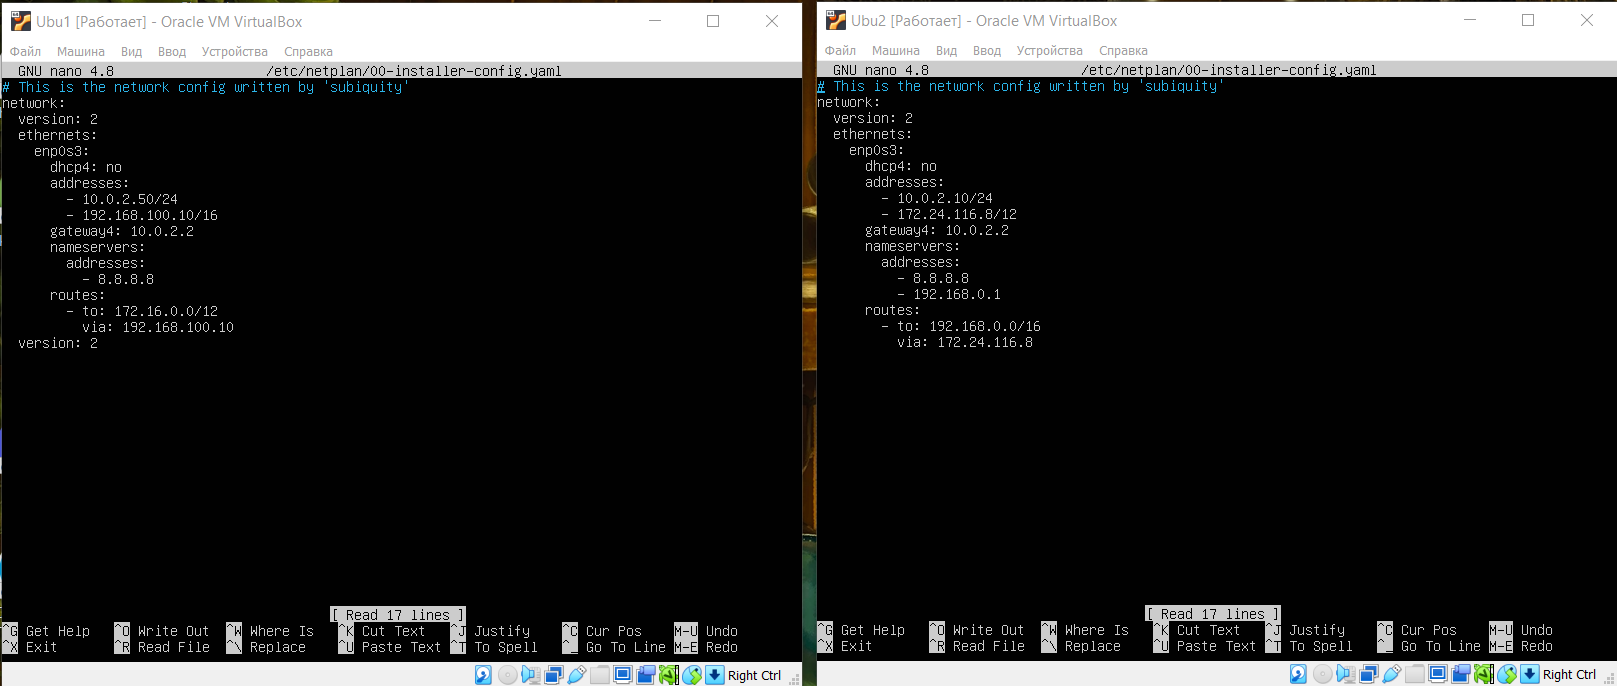 Ubu1 [Работает] - Oracle VM VirtualBox
Файл Машина Вид Ввод Устройства Справка
GNU nano 4.8 /etc/netplan/00-installer-config.yaml
# This is the network config written by 'subiquity'
network:
  version: 2
  ethernets:
    enp0s3:
      dhcp4: no
      addresses:
        - 10.0.2.50/24
        - 192.168.100.10/16
      gateway4: 10.0.2.2
      nameservers:
        addresses:
          - 8.8.8.8
      routes:
        - to: 172.16.0.0/12
          via: 192.168.100.10
  version: 2
[ Read 17 lines ]
^G Get Help ^O Write Out ^W Where Is ^K Cut Text ^J Justify ^C Cur Pos M-U Undo
^X Exit ^R Read File ^\ Replace ^U Paste Text ^T To Spell ^_ Go To Line M-E Redo
Right Ctrl
Ubu2 [Работает] - Oracle VM VirtualBox
Файл Машина Вид Ввод Устройства Справка
GNU nano 4.8 /etc/netplan/00-installer-config.yaml
# This is the network config written by 'subiquity'
network:
  version: 2
  ethernets:
    enp0s3:
      dhcp4: no
      addresses:
        - 10.0.2.10/24
        - 172.24.116.8/12
      gateway4: 10.0.2.2
      nameservers:
        addresses:
          - 8.8.8.8
          - 192.168.0.1
      routes:
        - to: 192.168.0.0/16
          via: 172.24.116.8
[ Read 17 lines ]
^G Get Help ^O Write Out ^W Where Is ^K Cut Text ^J Justify ^C Cur Pos M-U Undo
^X Exit ^R Read File ^\ Replace ^U Paste Text ^T To Spell ^_ Go To Line M-E Redo
Right Ctrl